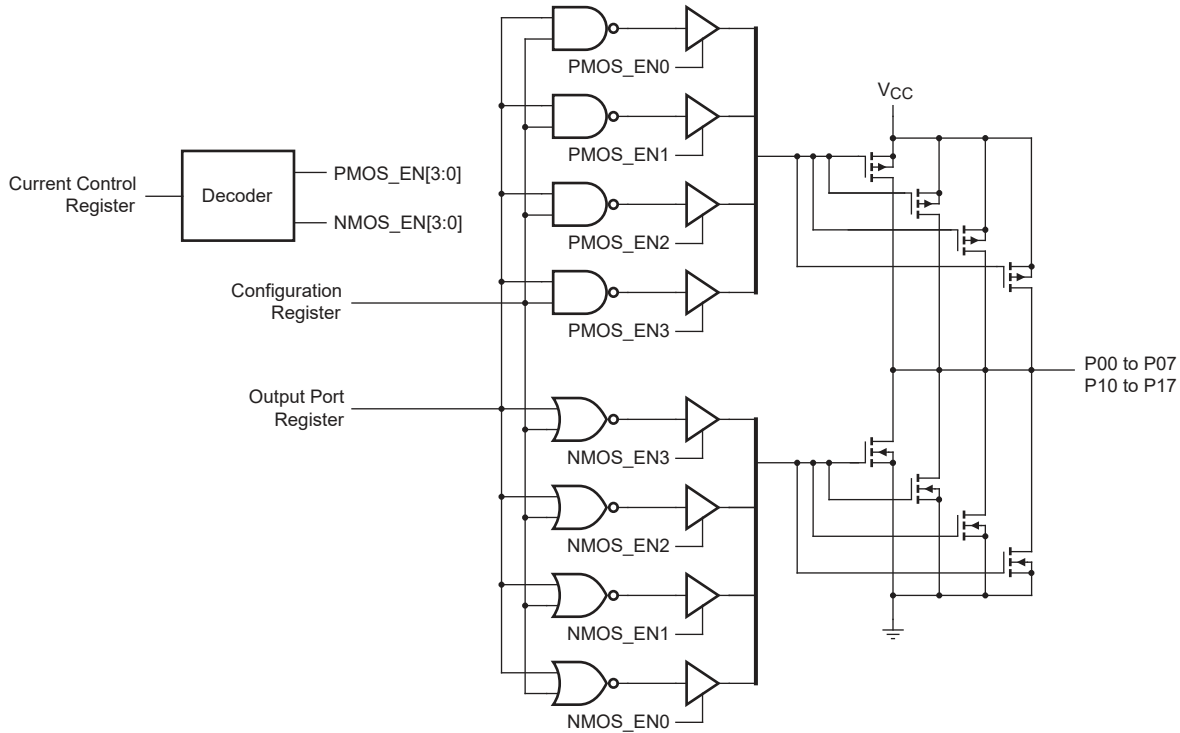 PMOS_EN0
PMOS_EN1
PMOS_EN2
PMOS_EN3
Current Control
Register
Decoder
PMOS_EN[3:0]
NMOS_EN[3:0]
Configuration
Register
Output Port
Register
NMOS_EN3
NMOS_EN2
NMOS_EN1
NMOS_EN0
VCC
P00 to P07
P10 to P17